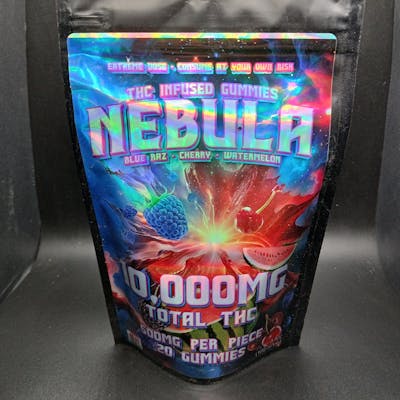 EXTREME DOSE - CONSUME AT YOUR OWN RISK
THC INFUSED GUMMIES
NEBULA
BLUE RAZ - CHERRY - WATERMELON
10,000MG
TOTAL THC
500MG PER PIECE
20 GUMMIES